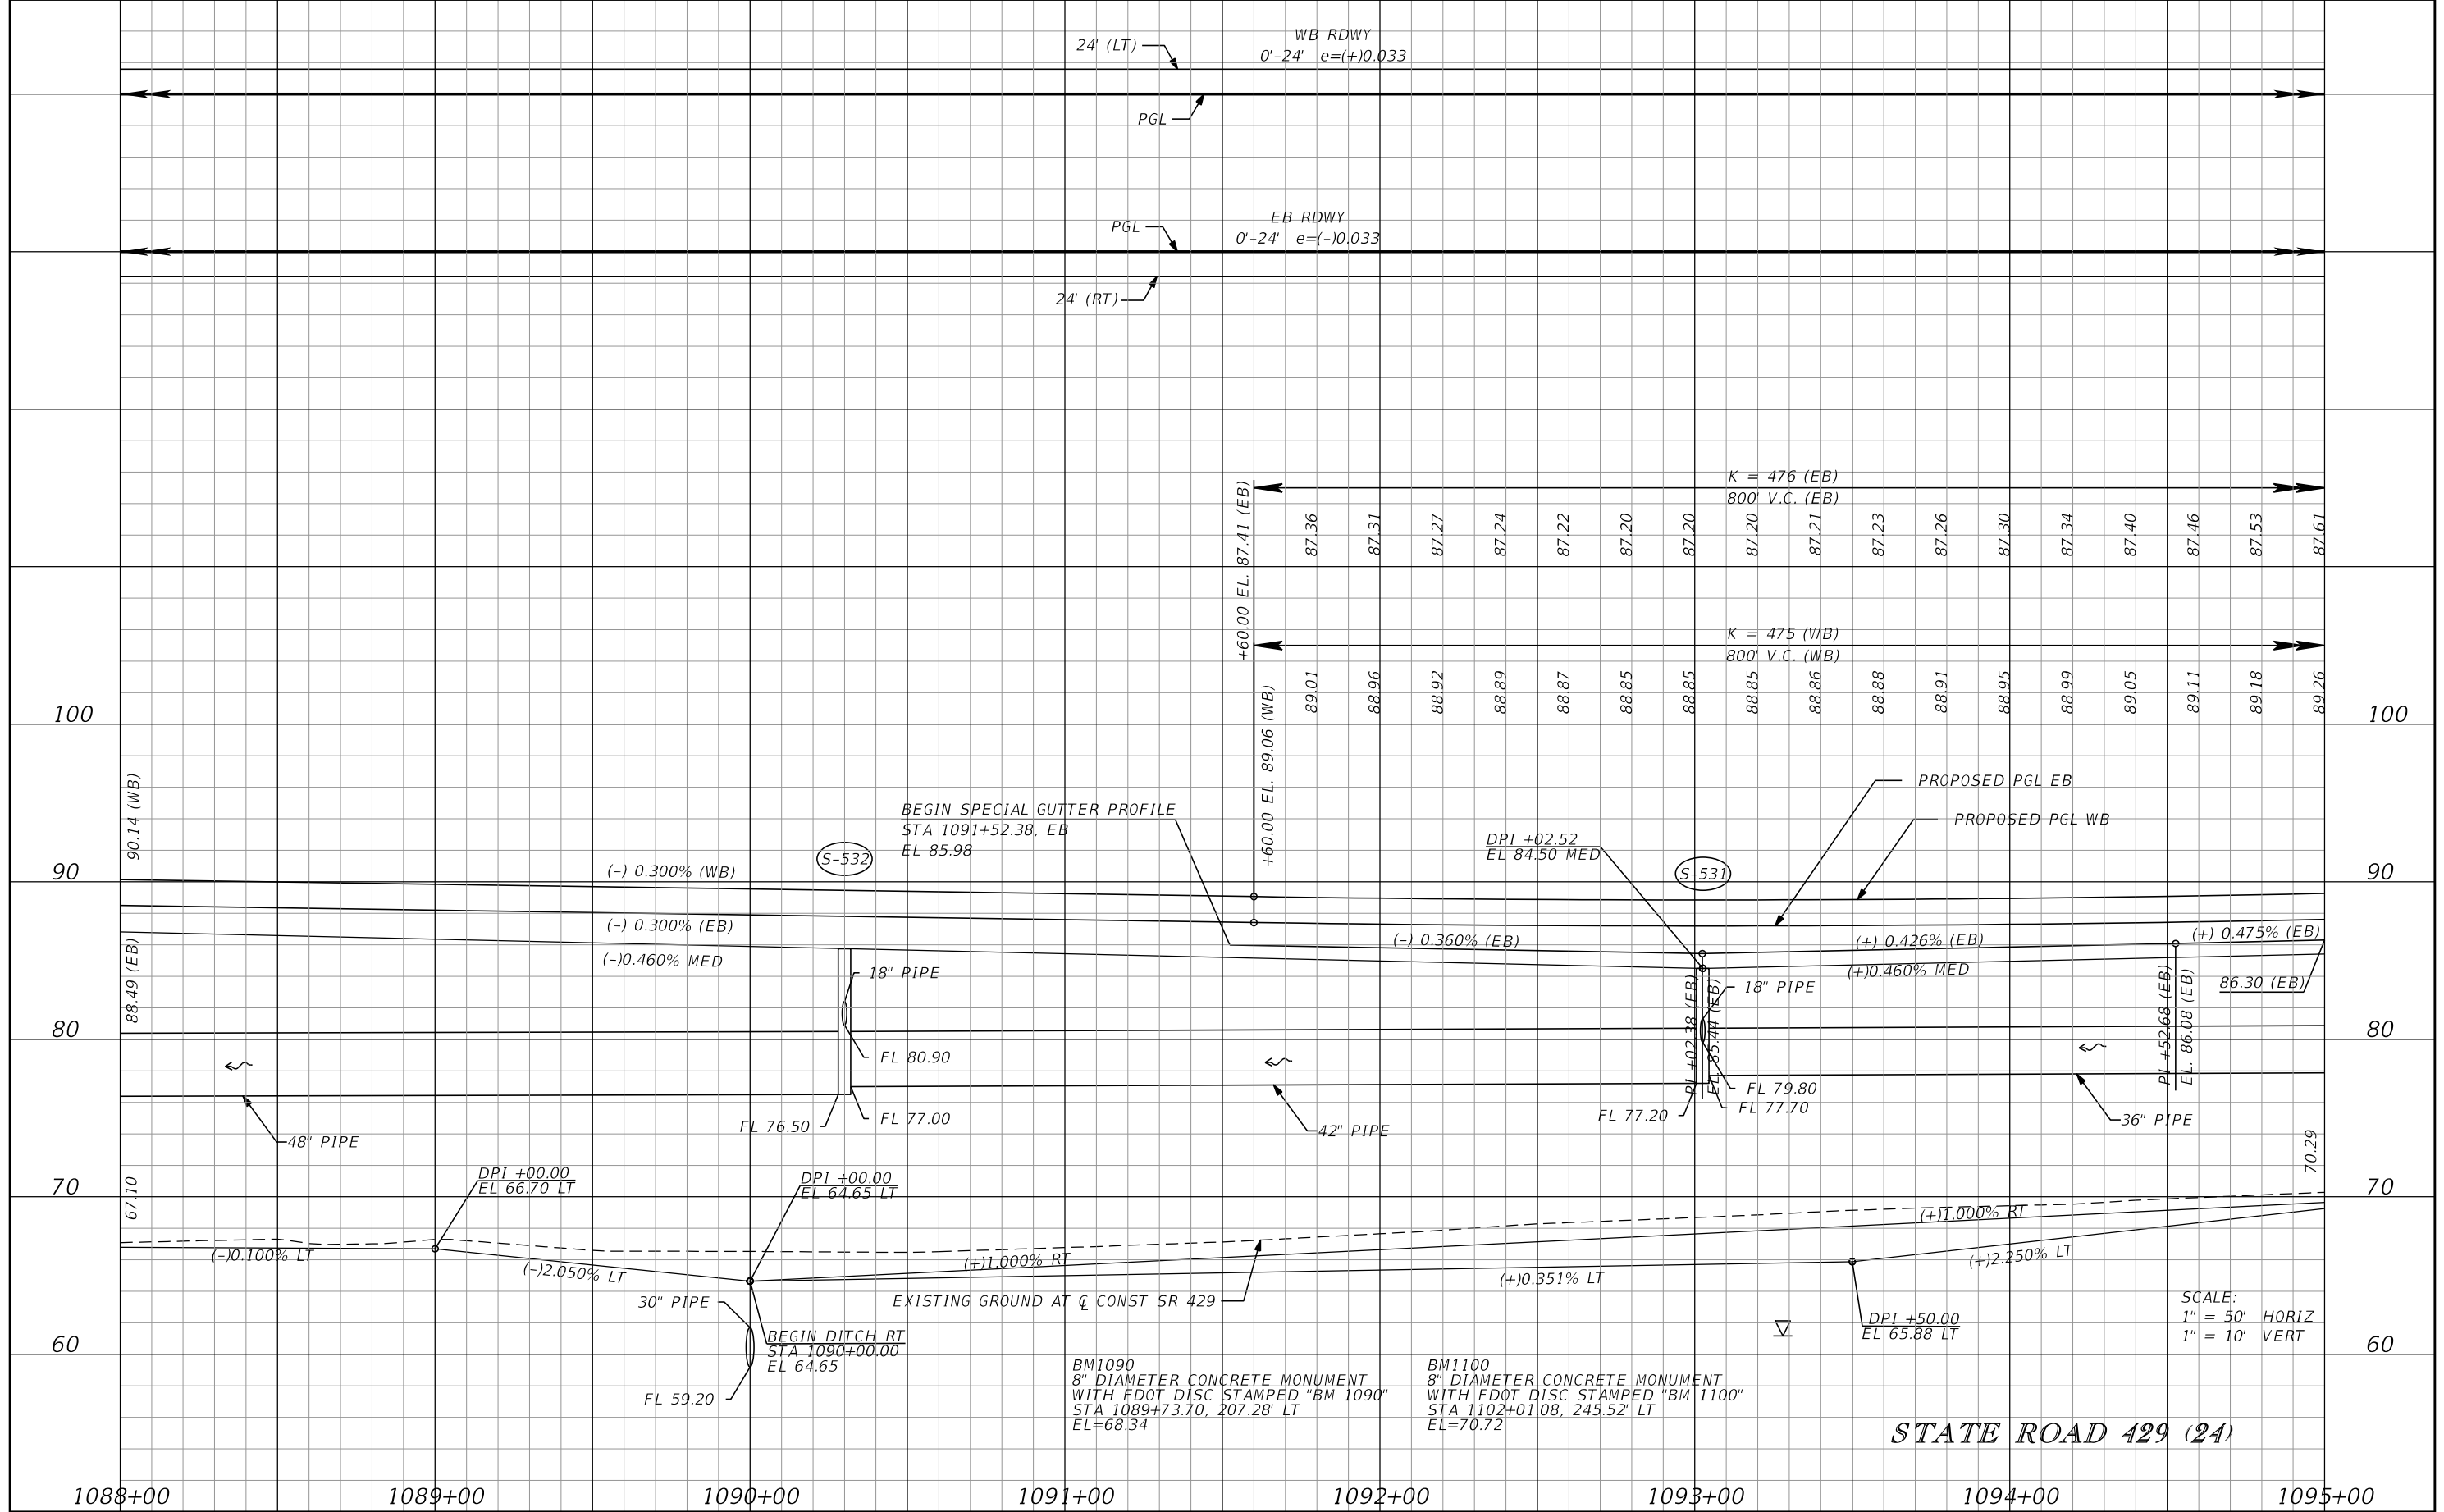 24' (LT)
WB RDWY
0'-24' e=(+)0.033
PGL
PGL
EB RDWY
0'-24' e=(-)0.033
24' (RT)
K = 476 (EB)
800' V.C. (EB)
+60.00 EL. 87.41 (EB)
87.36 87.31 87.27 87.24 87.22 87.20 87.20 87.20 87.21 87.23 87.26 87.30 87.34 87.40 87.46 87.53 87.61
K = 475 (WB)
800' V.C. (WB)
+60.00 EL. 89.06 (WB)
89.01 88.96 88.92 88.89 88.87 88.85 88.85 88.85 88.86 88.88 88.91 88.95 88.99 89.05 89.11 89.18 89.26
100 100
90.14 (WB)
PROPOSED PGL EB
PROPOSED PGL WB
BEGIN SPECIAL GUTTER PROFILE
STA 1091+52.38, EB
EL 85.98
DPI +02.52
EL 84.50 MED
S-532
S-531
90 90
(-) 0.300% (WB)
(-) 0.300% (EB)
(-)0.460% MED
(-) 0.360% (EB)
(+) 0.426% (EB)
(+) 0.475% (EB)
(+)0.460% MED
88.49 (EB)
18" PIPE
18" PIPE
PI +02.38 (EB)
EL. 85.44 (EB)
PI +52.68 (EB)
EL. 86.08 (EB)
86.30 (EB)
80 80
FL 80.90
FL 79.80
FL 77.00
FL 76.50
FL 77.20
FL 77.70
48" PIPE
42" PIPE
36" PIPE
70.29
67.10
70 70
DPI +00.00
EL 66.70 LT
DPI +00.00
EL 64.65 LT
(-)0.100% LT
(-)2.050% LT
(+)1.000% RT
(+)1.000% RT
(+)0.351% LT
(+)2.250% LT
30" PIPE
EXISTING GROUND AT ℄ CONST SR 429
SCALE:
1" = 50' HORIZ
1" = 10' VERT
DPI +50.00
EL 65.88 LT
BEGIN DITCH RT
STA 1090+00.00
EL 64.65
60 60
FL 59.20
BM1090
8" DIAMETER CONCRETE MONUMENT
WITH FDOT DISC STAMPED "BM 1090"
STA 1089+73.70, 207.28' LT
EL=68.34
BM1100
8" DIAMETER CONCRETE MONUMENT
WITH FDOT DISC STAMPED "BM 1100"
STA 1102+01.08, 245.52' LT
EL=70.72
STATE ROAD 429 (24)
1088+00 1089+00 1090+00 1091+00 1092+00 1093+00 1094+00 1095+00